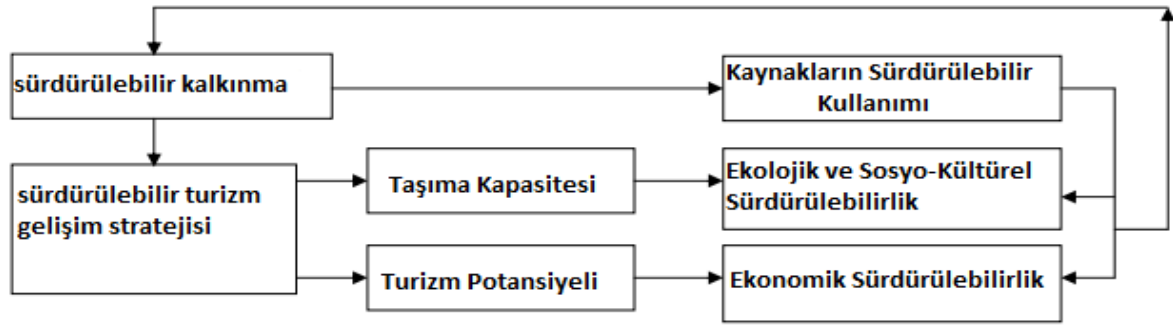 sürdürülebilir kalkınma
Kaynakların Sürdürülebilir
Kullanımı
sürdürülebilir turizm
gelişim stratejisi
Taşıma Kapasitesi
Ekolojik ve Sosyo-Kültürel
Sürdülebilirlik
Turizm Potansiyeli
Ekonomik Sürdürülebilirlik